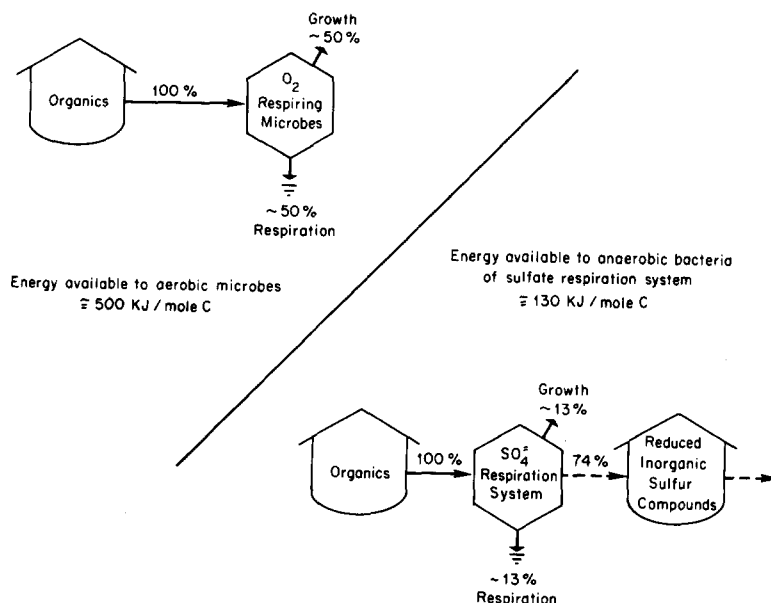 Growth
~50%
Organics
100%
O2
Respiring
Microbes
~50%
Respiration
Energy available to aerobic microbes
≅ 500 KJ / mole C
Energy available to anaerobic bacteria
of sulfate respiration system
≅ 130 KJ / mole C
Growth
~13%
Organics
100%
SO4=
Respiration
System
74%
Reduced
Inorganic
Sulfur
Compounds
~13%
Respiration